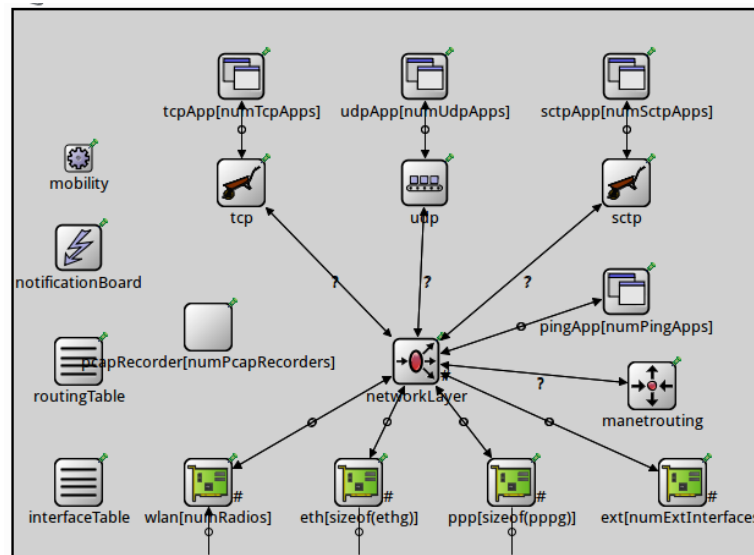 tcpApp[numTcpApps]
udpApp[numUdpApps]
sctpApp[numSctpApps]
mobility
tcp
udp
sctp
notificationBoard
?
?
?
pingApp[numPingApps]
pcapRecorder[numPcapRecorders]
routingTable
networkLayer
#
?
manetrouting
interfaceTable
wlan[numRadios]
#
eth[sizeof(ethg)]
#
ppp[sizeof(pppg)]
#
ext[numExtInterfaces
#